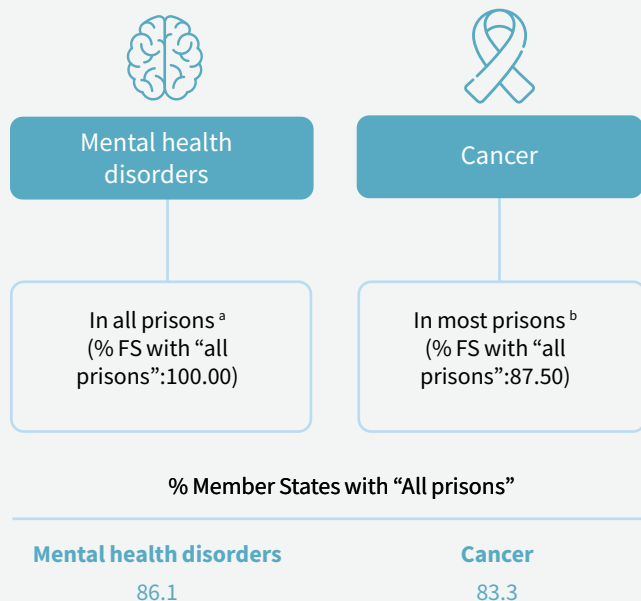 Mental health
disorders
Cancer
In all prisons ᵃ
(% FS with “all
prisons”:100.00)
In most prisons ᵇ
(% FS with “all
prisons”:87.50)
% Member States with “All prisons”
Mental health disorders
Cancer
86.1
83.3